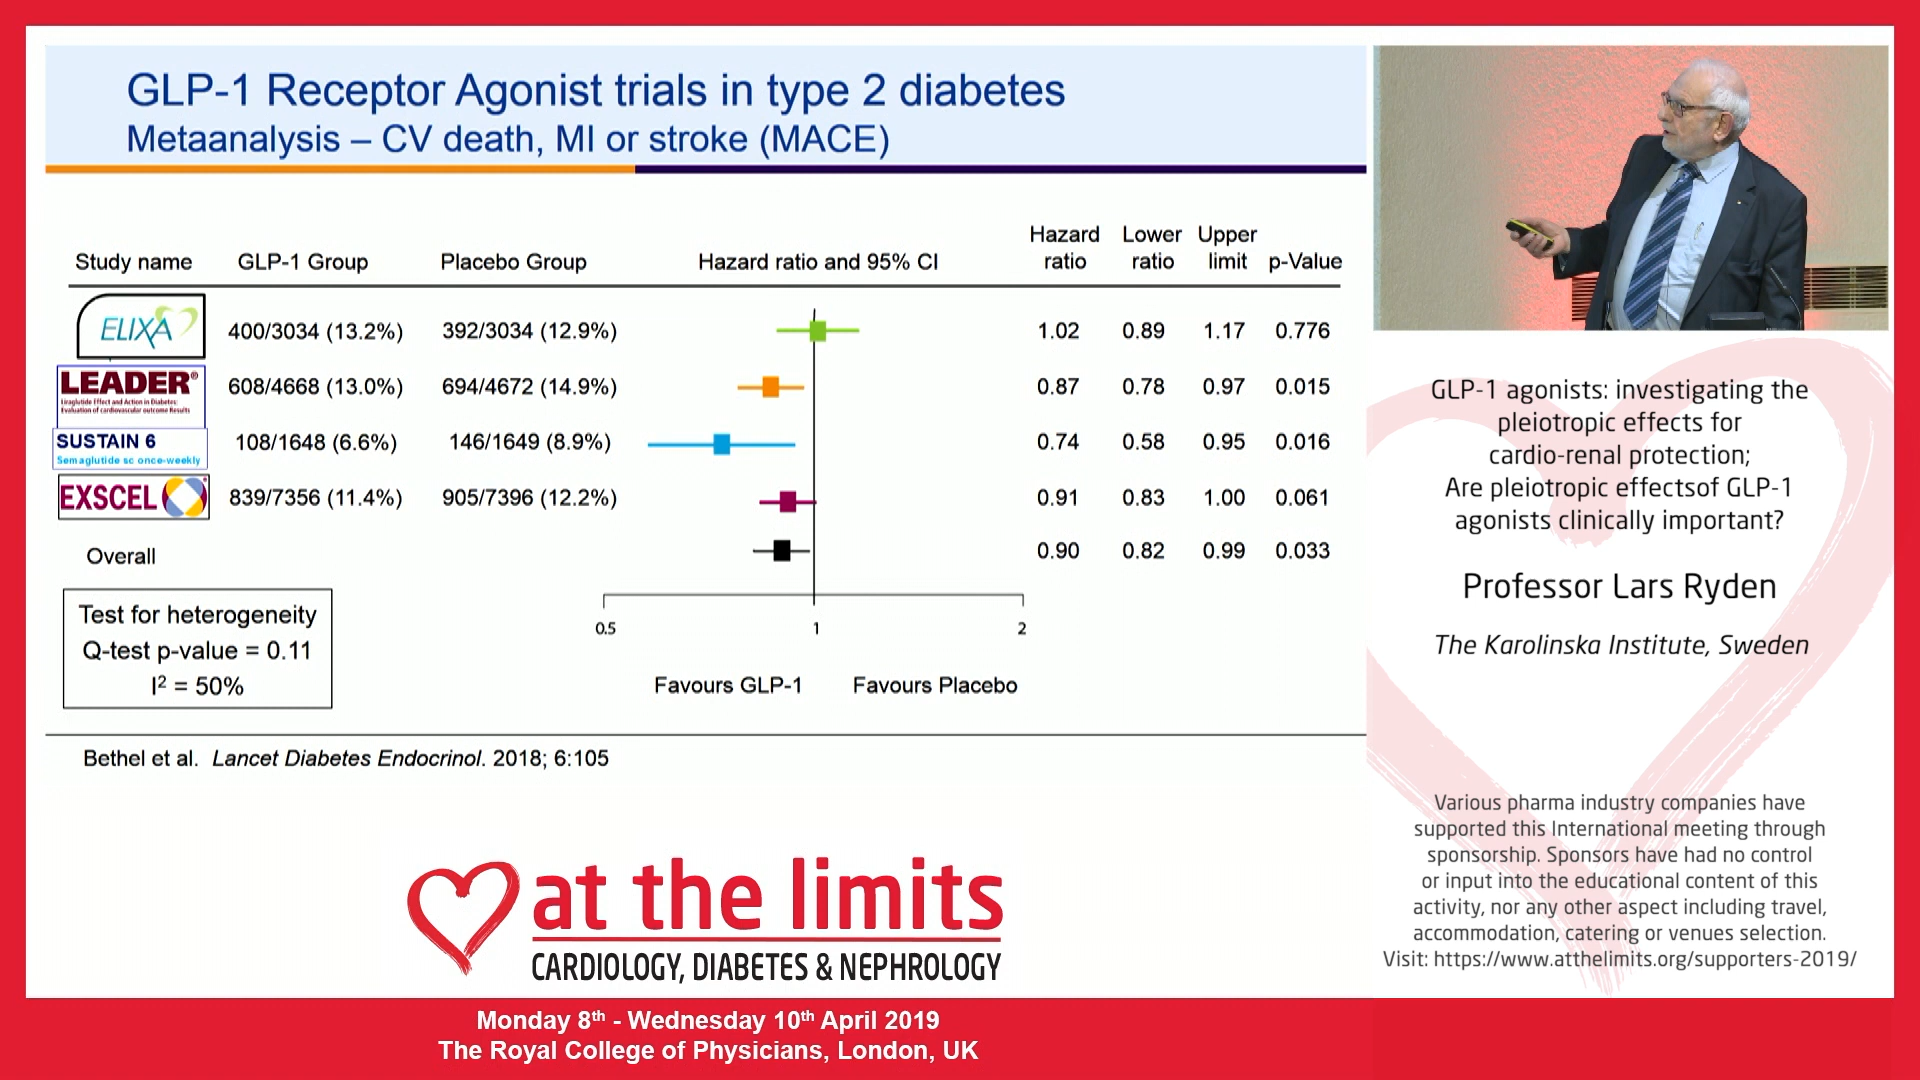 GLP-1 Receptor Agonist trials in type 2 diabetes
Metaanalysis – CV death, MI or stroke (MACE)
Study name GLP-1 Group Placebo Group Hazard ratio and 95% CI Hazard ratio Lower ratio Upper limit p-Value
ELIXA 400/3034 (13.2%) 392/3034 (12.9%) 1.02 0.89 1.17 0.776
LEADER® 608/4668 (13.0%) 694/4672 (14.9%) 0.87 0.78 0.97 0.015
Liraglutide Effect and Action in Diabetes:
Evaluation of cardiovascular outcome Results
SUSTAIN 6 108/1648 (6.6%) 146/1649 (8.9%) 0.74 0.58 0.95 0.016
Semaglutide sc once-weekly
EXSCEL 839/7356 (11.4%) 905/7396 (12.2%) 0.91 0.83 1.00 0.061
Overall 0.90 0.82 0.99 0.033
Test for heterogeneity
Q-test p-value = 0.11
I² = 50%
0.5 1 2
Favours GLP-1 Favours Placebo
Bethel et al. Lancet Diabetes Endocrinol. 2018; 6:105
GLP-1 agonists: investigating the
pleiotropic effects for
cardio-renal protection;
Are pleiotropic effectsof GLP-1
agonists clinically important?
Professor Lars Ryden
The Karolinska Institute, Sweden
Various pharma industry companies have
supported this International meeting through
sponsorship. Sponsors have had no control
or input into the educational content of this
activity, nor any other aspect including travel,
accommodation, catering or venues selection.
Visit: https://www.atthelimits.org/supporters-2019/
at the limits
CARDIOLOGY, DIABETES & NEPHROLOGY
Monday 8th - Wednesday 10th April 2019
The Royal College of Physicians, London, UK